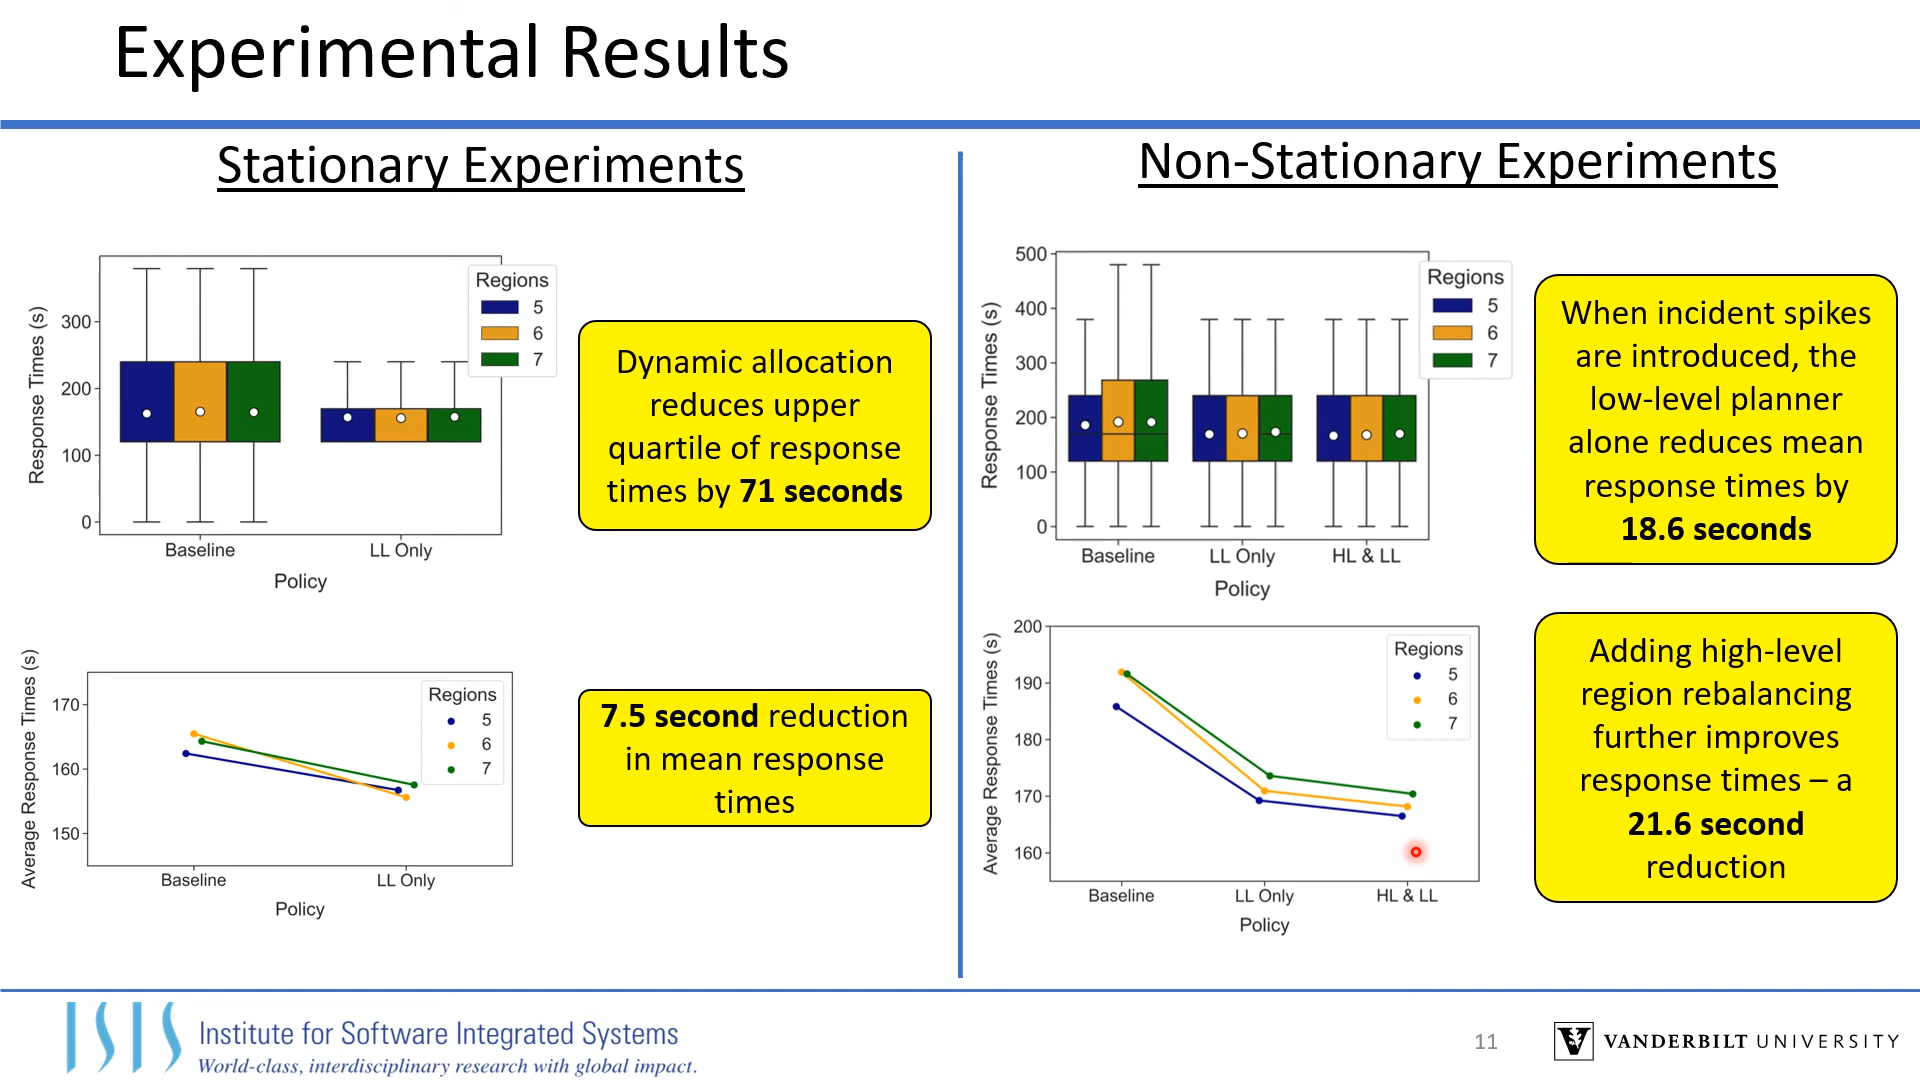 Experimental Results
Stationary Experiments
300
200
100
0
Response Times (s)
Regions
5
6
7
Baseline
LL Only
Policy
Dynamic allocation
reduces upper
quartile of response
times by 71 seconds
170
160
150
Average Response Times (s)
Regions
5
6
7
Baseline
LL Only
Policy
7.5 second reduction
in mean response
times
Non-Stationary Experiments
500
400
300
200
100
0
Response Times (s)
Regions
5
6
7
Baseline
LL Only
HL & LL
Policy
When incident spikes
are introduced, the
low-level planner
alone reduces mean
response times by
18.6 seconds
200
190
180
170
160
Average Response Times (s)
Regions
5
6
7
Baseline
LL Only
HL & LL
Policy
Adding high-level
region rebalancing
further improves
response times – a
21.6 second
reduction
ISIS
Institute for Software Integrated Systems
World-class, interdisciplinary research with global impact.
11
V
VANDERBILT UNIVERSITY